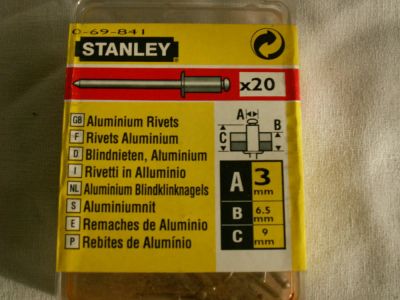 0-69-841
STANLEY
x20
GB Aluminium Rivets
F Rivets Aluminium
D Blindnieten, Aluminium
I Rivetti in Alluminio
NL Aluminium Blindklinknagels
S Aluminiumnit
E Remaches de Aluminio
P Rebites de Alumínio
A
C B
A 3 mm
B 6.5 mm
C 9 mm